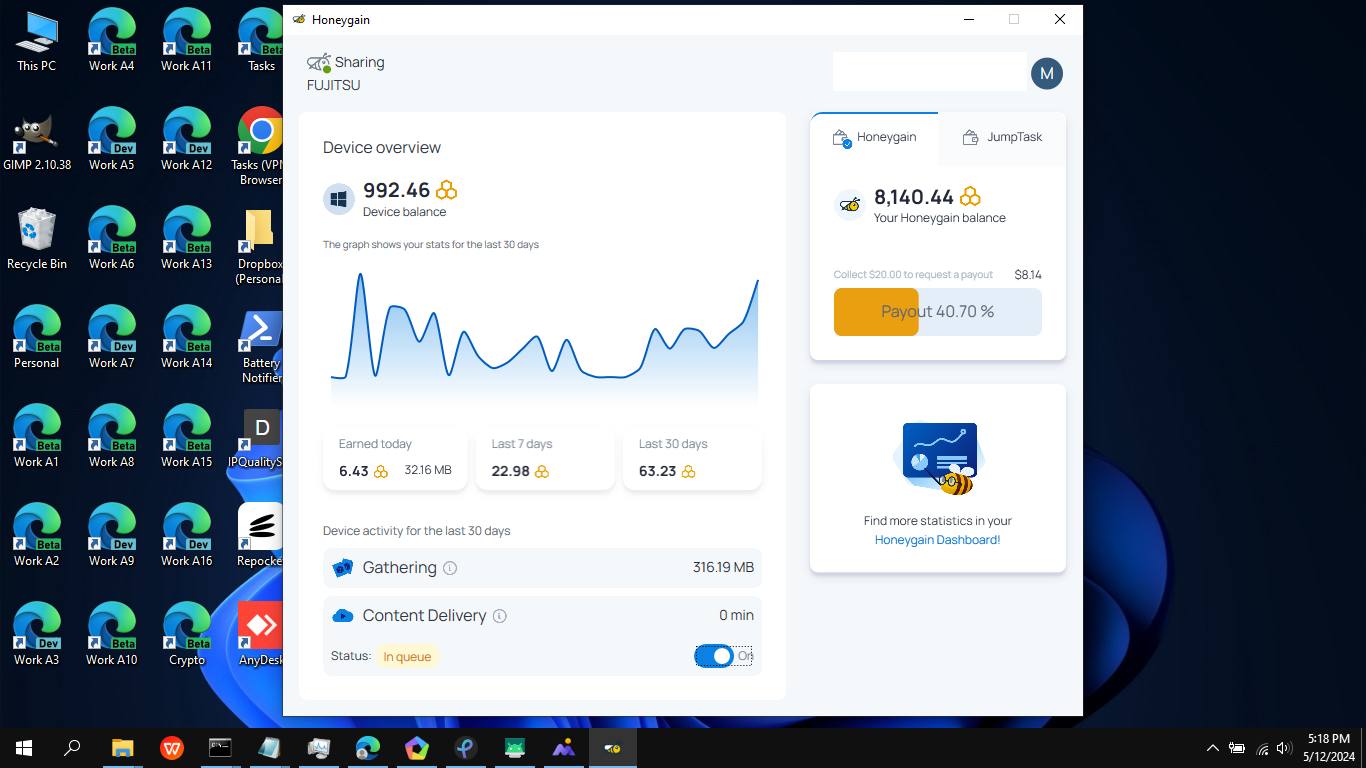 This PC
Work A4
Work A11
Tasks
GIMP 2.10.38
Work A5
Work A12
Tasks (VPN
Browser
Recycle Bin
Work A6
Work A13
Dropbox
(Personal
Personal
Work A7
Work A14
Battery
Notifier
Work A1
Work A8
Work A15
D
IPQualityS
Work A2
Work A9
Work A16
Repocket
Work A3
Work A10
Crypto
AnyDesk
Beta
Beta
Dev
Dev
Beta
Beta
Beta
Dev
Beta
Beta
Beta
Beta
Beta
Dev
Dev
Dev
Beta
Beta
Honeygain
Sharing
FUJITSU
M
Device overview
992.46
Device balance
The graph shows your stats for the last 30 days
Earned today
6.43
32.16 MB
Last 7 days
22.98
Last 30 days
63.23
Device activity for the last 30 days
Gathering
316.19 MB
Content Delivery
0 min
Status: In queue
On
Honeygain
JumpTask
8,140.44
Your Honeygain balance
Collect $20.00 to request a payout
$8.14
Payout 40.70 %
Find more statistics in your
Honeygain Dashboard!
5:18 PM
5/12/2024